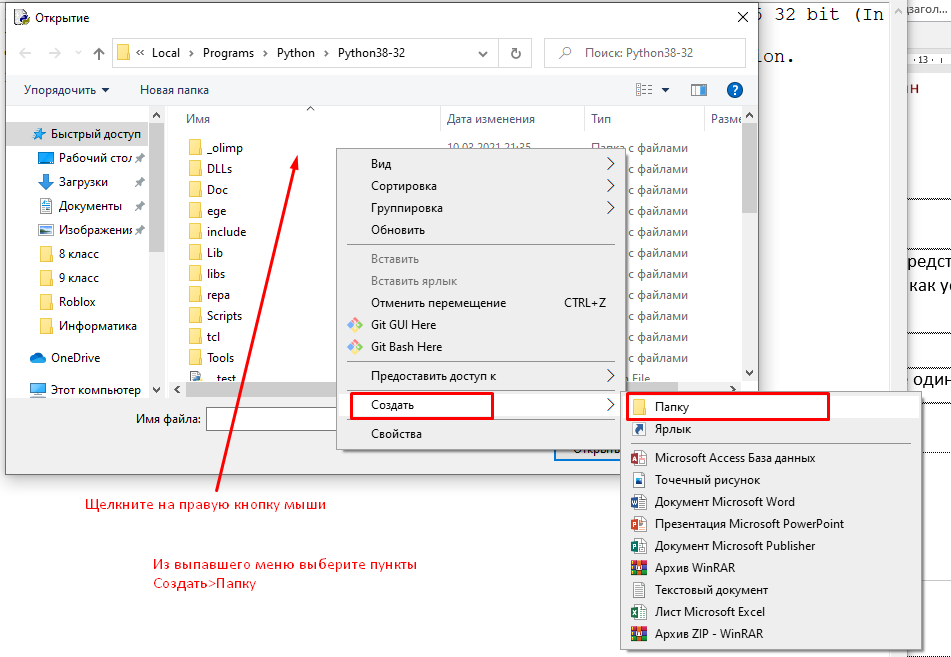 Открытие
5 32 bit (In
дзагол...
« Local › Programs › Python › Python38-32
Поиск: Python38-32
ion.
· 13 ·
Упорядочить
Новая папка
?
Имя
Дата изменения
Тип
Разме
Быстрый доступ
Рабочий стол
Загрузки
Документы
Изображения
8 класс
9 класс
Roblox
Информатика
OneDrive
Этот компьютер
_olimp
10.03.2021 21:35
Папка с файлами
DLLs
с файлами
Doc
с файлами
ege
с файлами
include
с файлами
Lib
с файлами
libs
с файлами
repa
с файлами
Scripts
с файлами
tcl
с файлами
Tools
с файлами
__test
File
Вид
Сортировка
Группировка
Обновить
Вставить
Вставить ярлык
Отменить перемещение CTRL+Z
Git GUI Here
Git Bash Here
Предоставить доступ к
Создать
Свойства
Имя файла:
Открыть
Папку
Ярлык
Microsoft Access База данных
Точечный рисунок
Документ Microsoft Word
Презентация Microsoft PowerPoint
Документ Microsoft Publisher
Архив WinRAR
Текстовый документ
Лист Microsoft Excel
Архив ZIP - WinRAR
редст
как ус
один
Щелкните на правую кнопку мыши
Из выпавшего меню выберите пункты
Создать>Папку